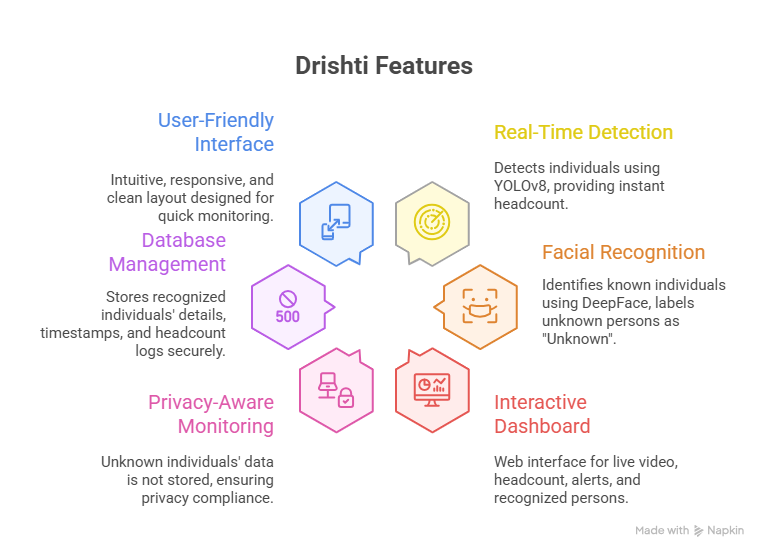 Drishti Features
User-Friendly
Interface
Intuitive, responsive, and
clean layout designed for
quick monitoring.
Real-Time Detection
Detects individuals using
YOLOv8, providing instant
headcount.
Database
Management
Stores recognized
individuals' details,
timestamps, and headcount
logs securely.
500
Facial Recognition
Identifies known individuals
using DeepFace, labels
unknown persons as
"Unknown".
Privacy-Aware
Monitoring
Unknown individuals' data
is not stored, ensuring
privacy compliance.
Interactive
Dashboard
Web interface for live video,
headcount, alerts, and
recognized persons.
Made with Napkin